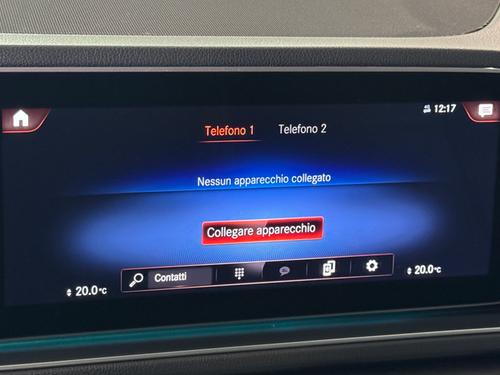 12:17
Telefono 1 Telefono 2
Nessun apparecchio collegato
Collegare apparecchio
Contatti
20.0°C 20.0°C